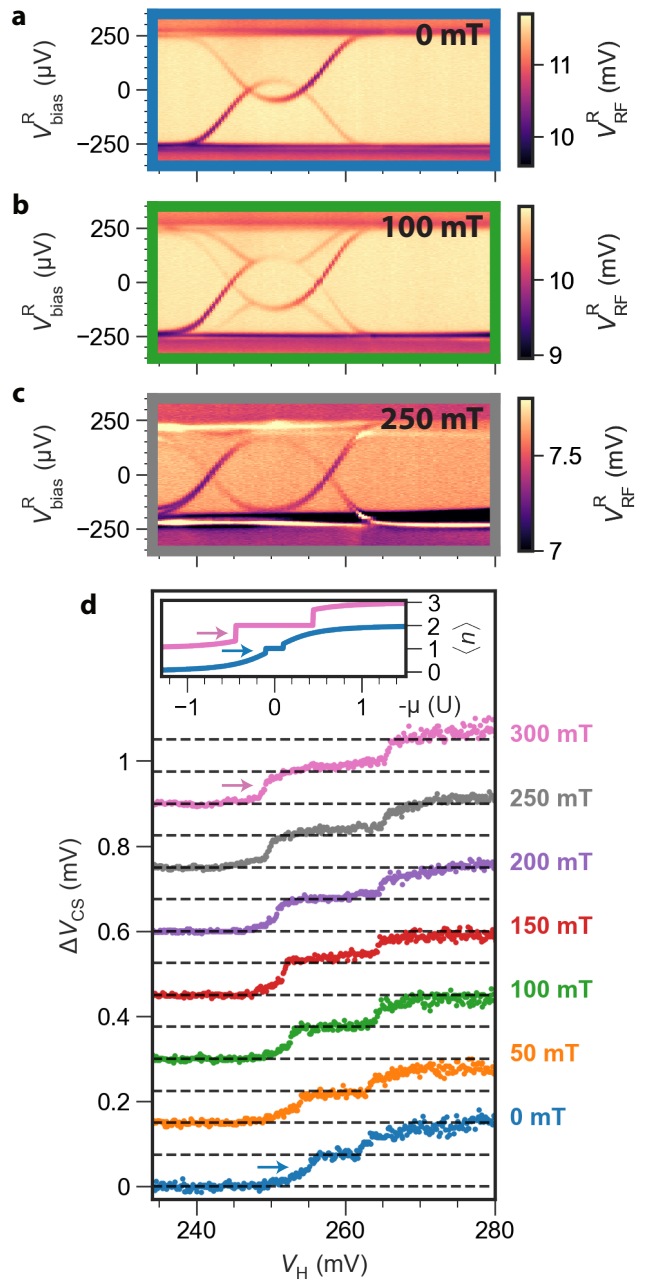 a
250
0
−250
V^R_bias (μV)
0 mT
11
10
V^R_RF (mV)
b
250
0
−250
V^R_bias (μV)
100 mT
10
9
V^R_RF (mV)
c
250
0
−250
V^R_bias (μV)
250 mT
7.5
7
V^R_RF (mV)
d
3
2
1
0
⟨n⟩
−1 0 1 -μ (U)
1
0.8
0.6
0.4
0.2
0
ΔV_CS (mV)
300 mT
250 mT
200 mT
150 mT
100 mT
50 mT
0 mT
240 260 280
V_H (mV)